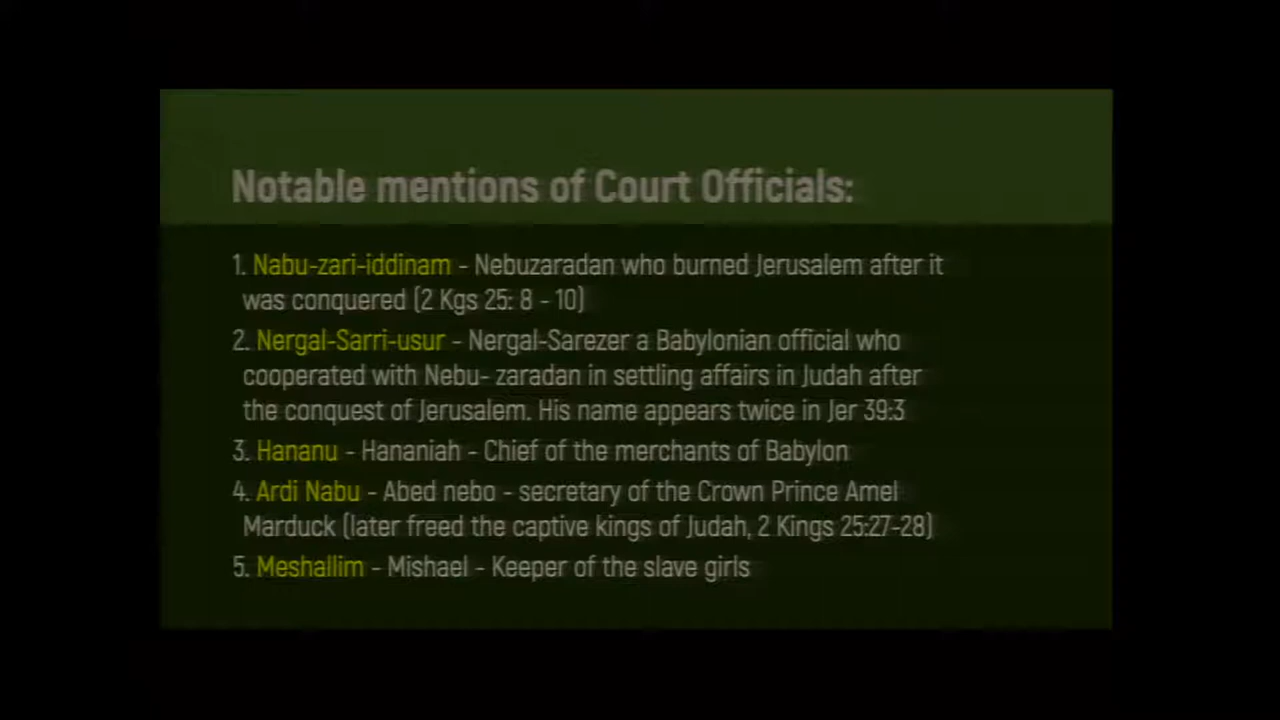 Notable mentions of Court Officials:
1. Nabu-zari-iddinam - Nebuzaradan who burned Jerusalem after it
was conquered (2 Kgs 25: 8 - 10)
2. Nergal-Sarri-usur - Nergal-Sarezer a Babylonian official who
cooperated with Nebu- zaradan in settling affairs in Judah after
the conquest of Jerusalem. His name appears twice in Jer 39:3
3. Hananu - Hananiah - Chief of the merchants of Babylon
4. Ardi Nabu - Abed nebo - secretary of the Crown Prince Amel
Marduck (later freed the captive kings of Judah, 2 Kings 25:27-28)
5. Meshallim - Mishael - Keeper of the slave girls